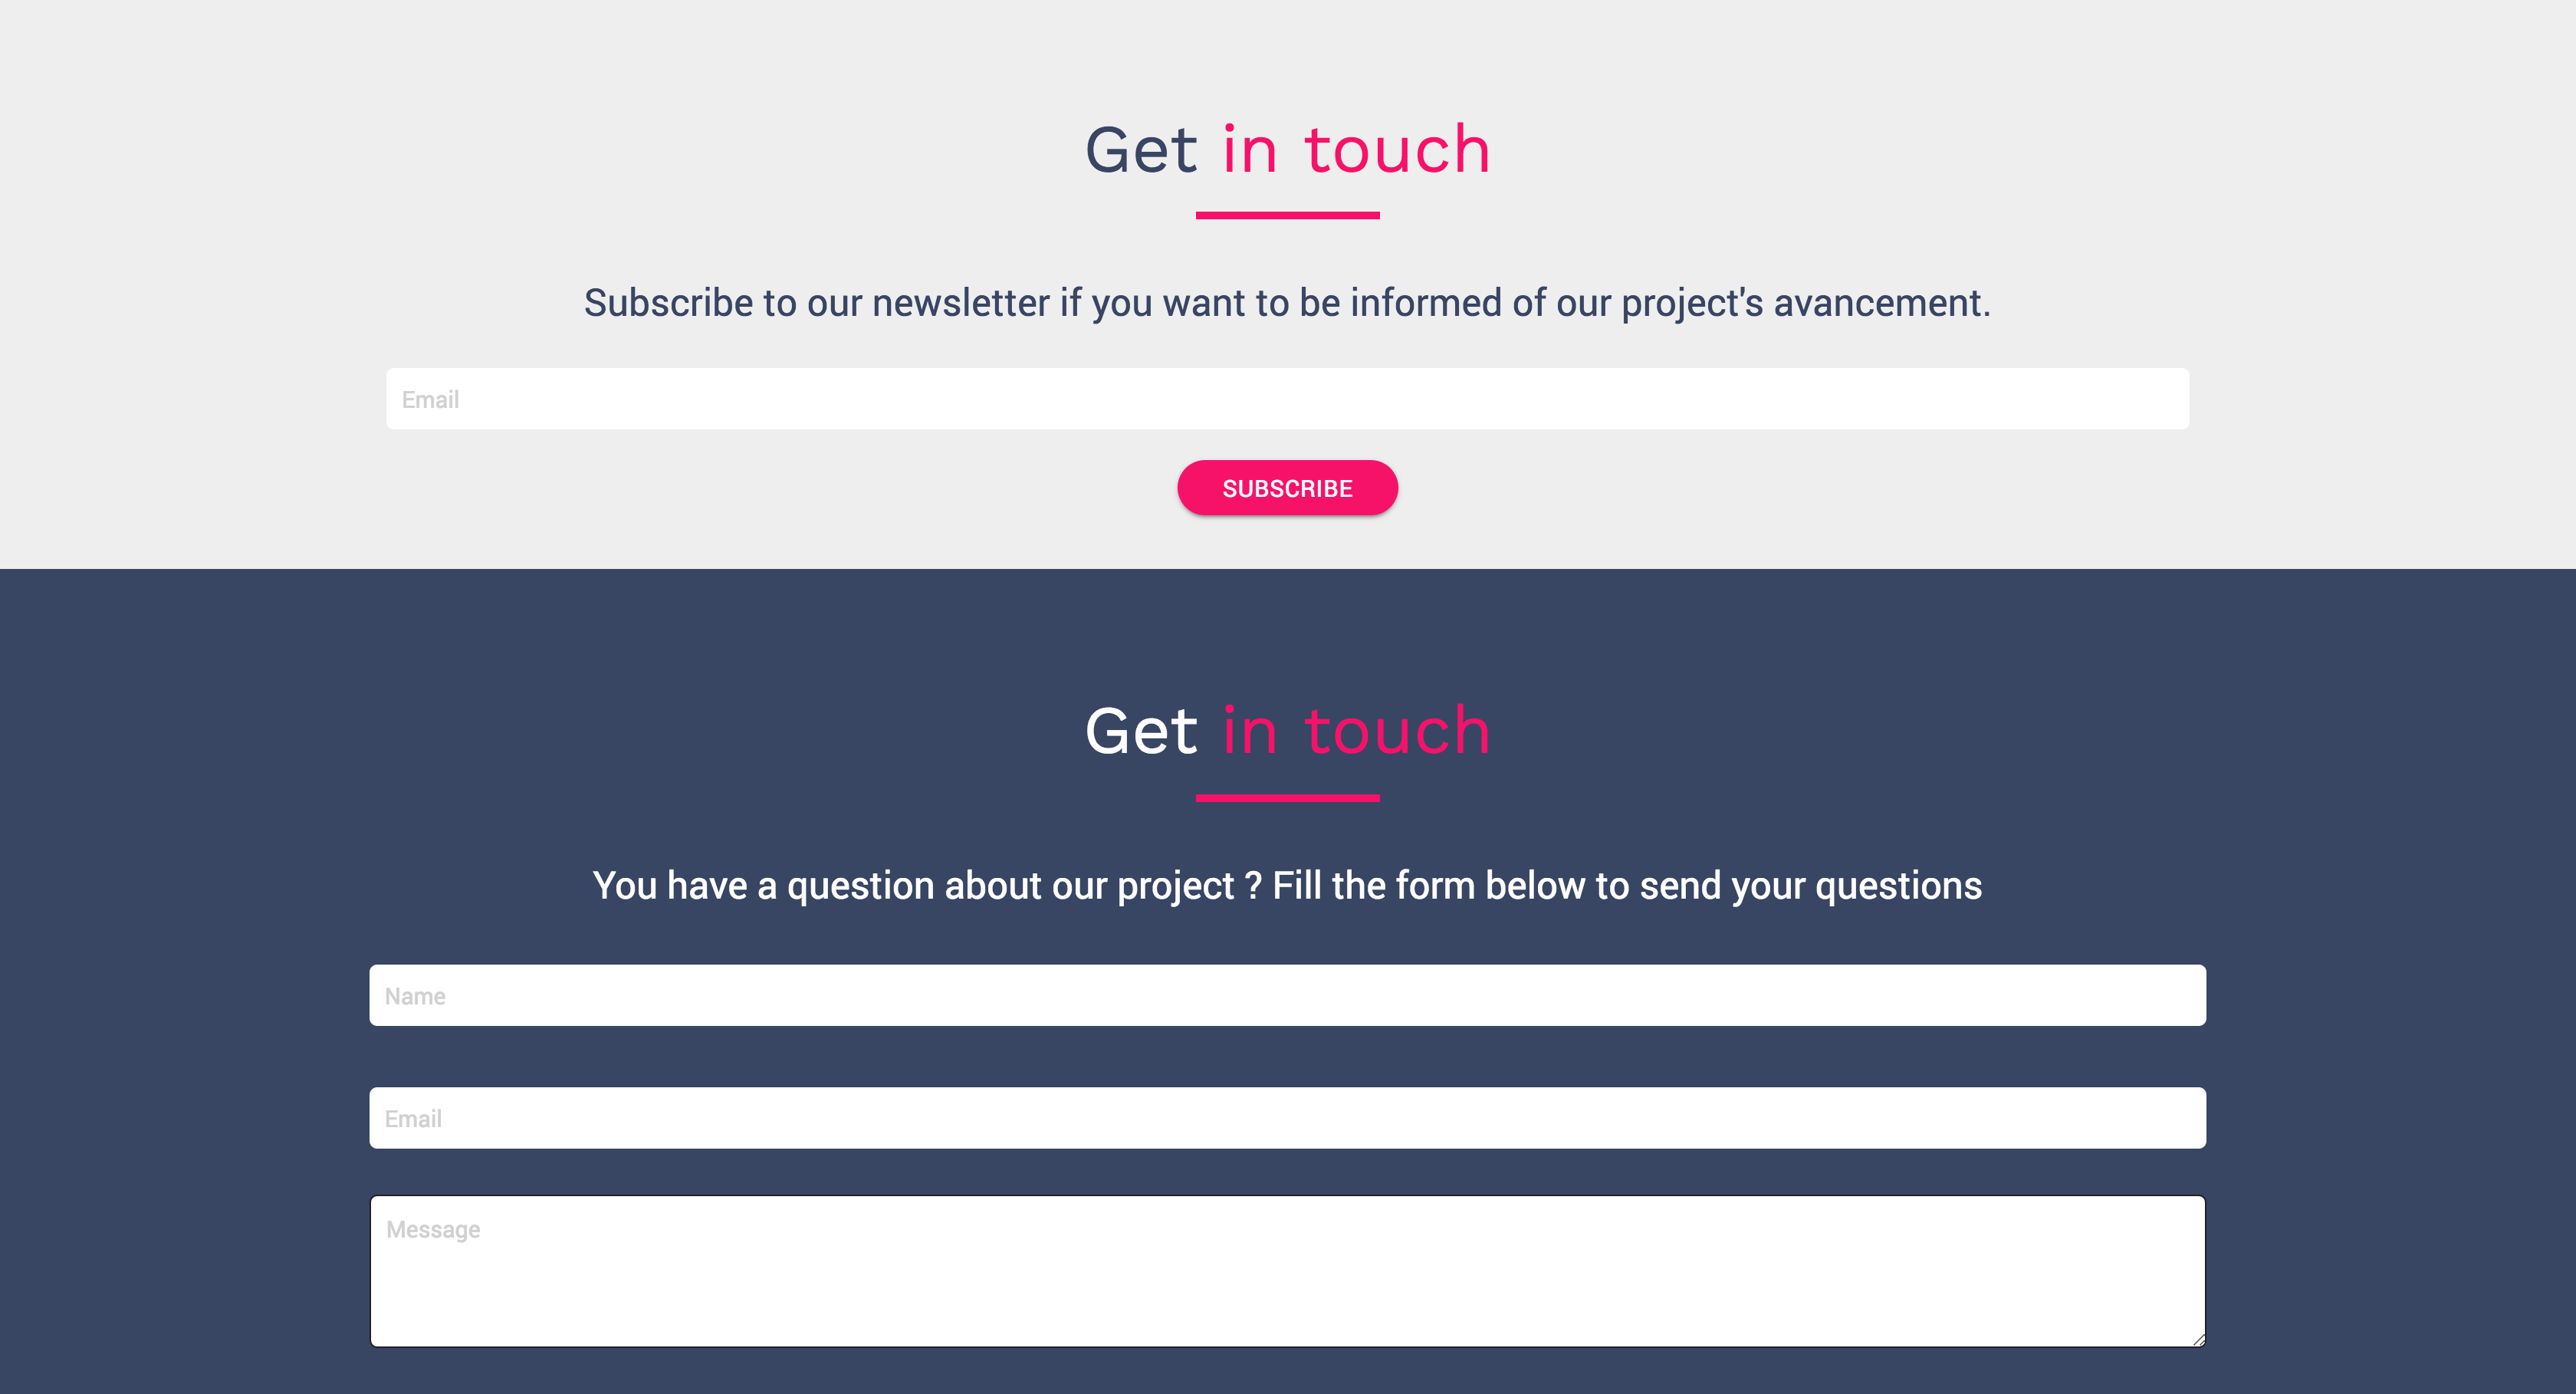 Get in touch
Subscribe to our newsletter if you want to be informed of our project's avancement.
Email
SUBSCRIBE
Get in touch
You have a question about our project ? Fill the form below to send your questions
Name
Email
Message